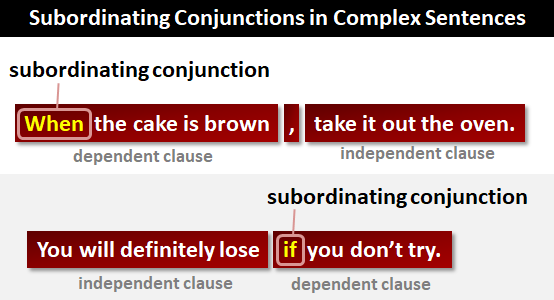 Subordinating Conjunctions in Complex Sentences
subordinating conjunction
When the cake is brown , take it out the oven.
dependent clause independent clause
subordinating conjunction
You will definitely lose if you don't try.
independent clause dependent clause